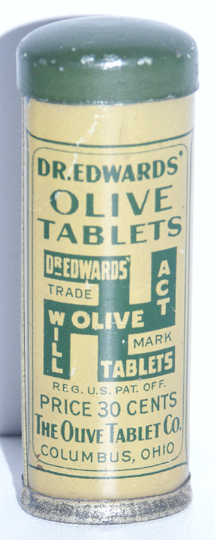 DR. EDWARDS'
OLIVE
TABLETS
DR EDWARDS'
ACT
TRADE
WILL
OLIVE
MARK
TABLETS
REG. U.S. PAT. OFF.
PRICE 30 CENTS
THE OLIVE TABLET CO.
COLUMBUS, OHIO